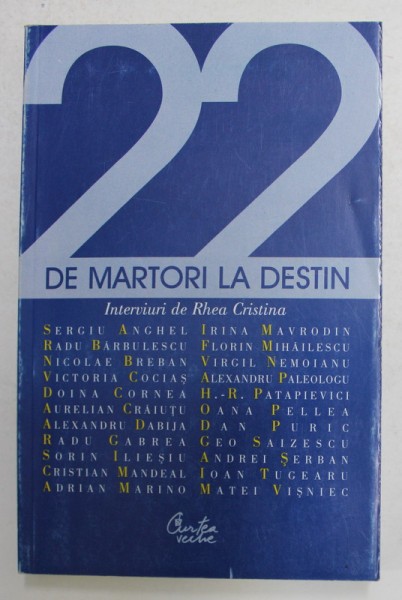 22
DE MARTORI LA DESTIN
Interviuri de Rhea Cristina
SERGIU ANGHEL
RADU BĂRBULESCU
NICOLAE BREBAN
VICTORIA COCIAȘ
DOINA CORNEA
AURELIAN CRĂIUȚU
ALEXANDRU DABIJA
RADU GABREA
SORIN ILIEȘIU
CRISTIAN MANDEAL
ADRIAN MARINO
IRINA MAVRODIN
FLORIN MIHĂILESCU
VIRGIL NEMOIANU
ALEXANDRU PALEOLOGU
H.-R. PATAPIEVICI
OANA PELLEA
DAN PURIC
GEO SAIZESCU
ANDREI ȘERBAN
IOAN TUGEARU
MATEI VIȘNIEC
Curtea
veche